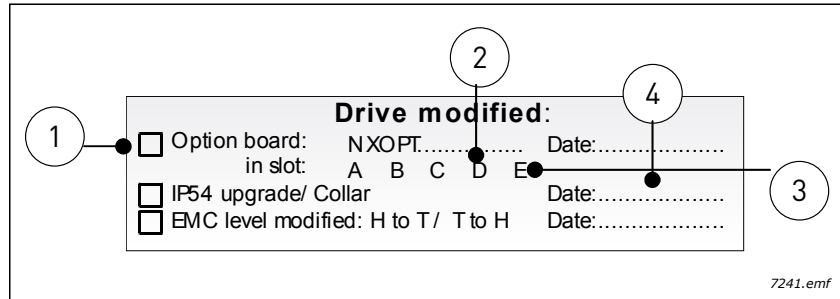 2
4
1
3
Drive modified:
Option board: NXOPT................ Date:...................
in slot: A B C D E
IP54 upgrade/ Collar Date:...................
EMC level modified: H to T / T to H Date:...................
7241.emf